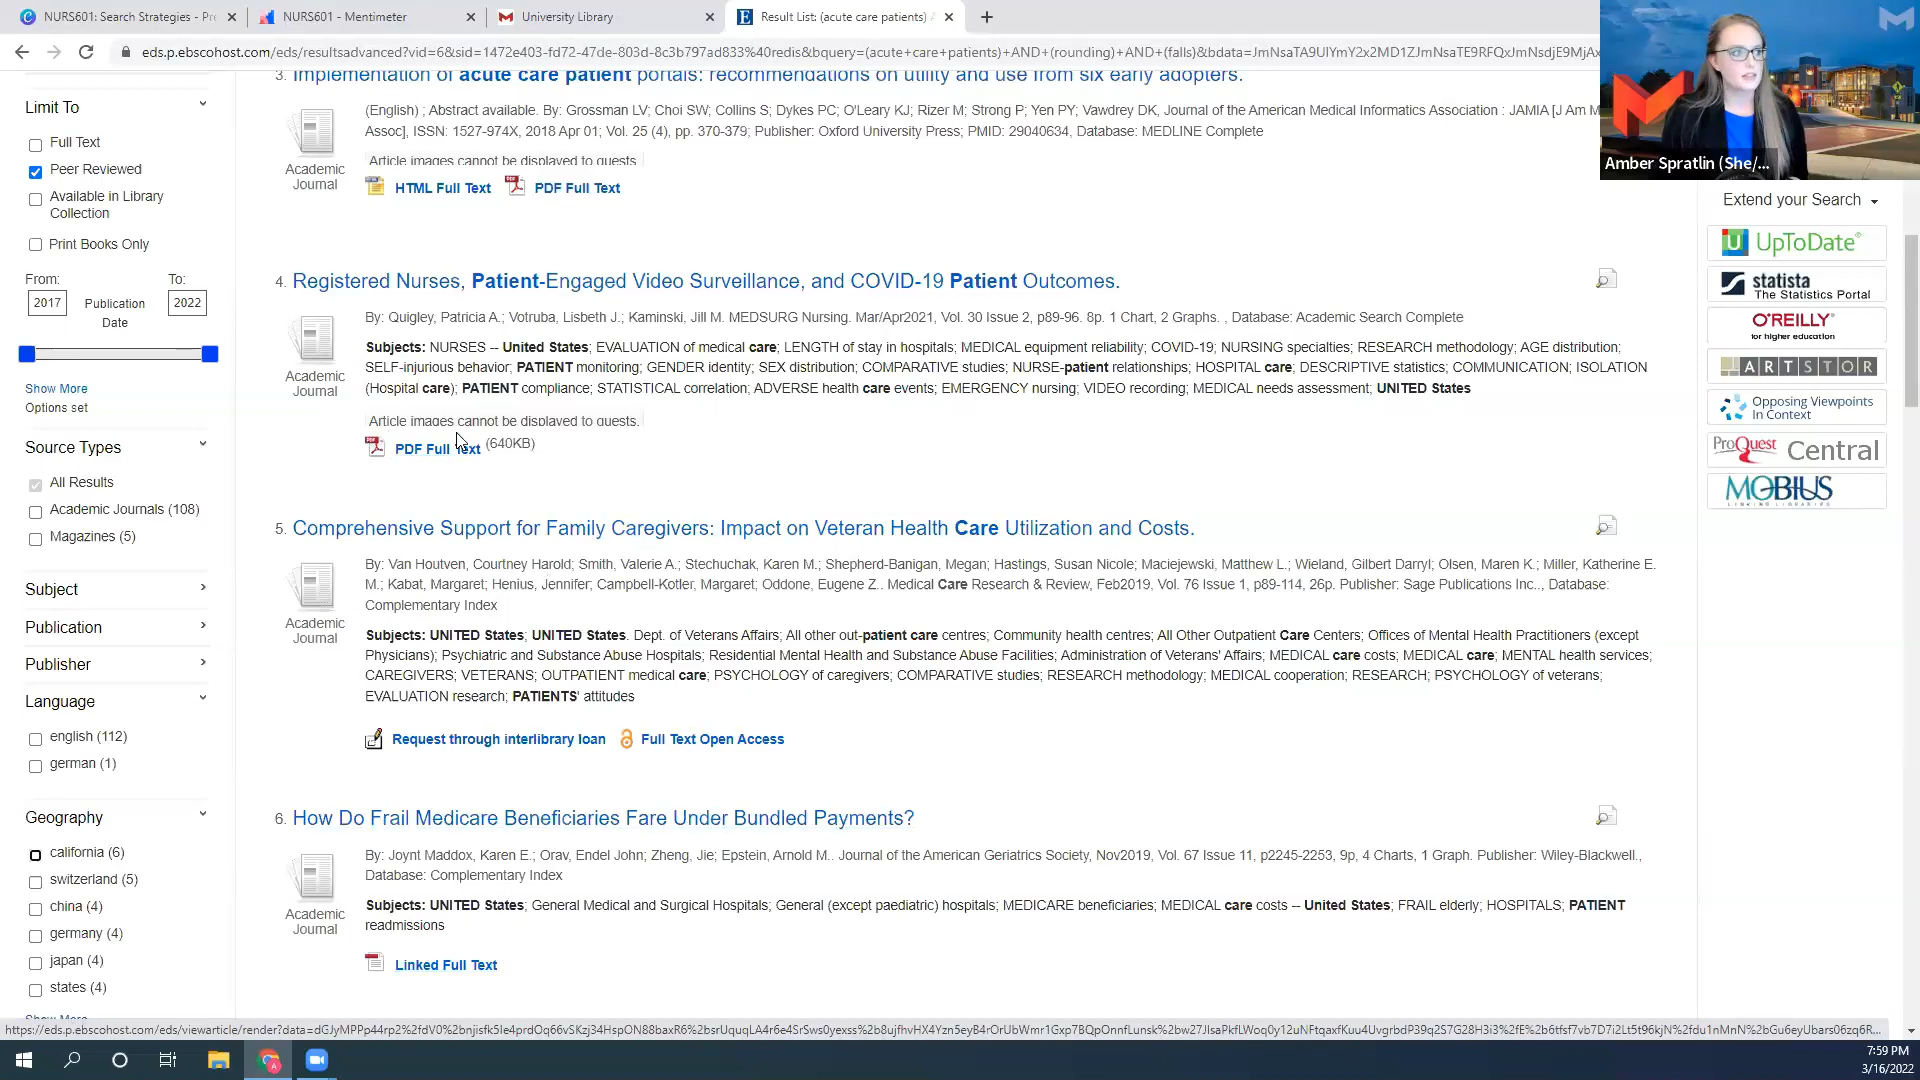 NURS601: Search Strategies - Pre
NURS601 - Mentimeter
University Library
Result List: (acute care patients) A
eds.p.ebscohost.com/eds/resultsadvanced?vid=6&sid=1472e403-fd72-47de-803d-8c3b797ad833%40redis&bquery=(acute+care+patients)+AND+(rounding)+AND+(falls)&bdata=
Amber Spratlin (She/...
Limit To
Full Text
Peer Reviewed
Available in Library
Collection
Print Books Only
From:
To:
2017
Publication
Date
2022
Show More
Options set
Source Types
All Results
Academic Journals (108)
Magazines (5)
Subject
Publication
Publisher
Language
english (112)
german (1)
Geography
california (6)
switzerland (5)
china (4)
germany (4)
japan (4)
states (4)
Show More
3. Implementation of acute care patient portals: recommendations on utility and use from six early adopters.
(English) ; Abstract available. By: Grossman LV; Choi SW; Collins S; Dykes PC; O'Leary KJ; Rizer M; Strong P; Yen PY; Vawdrey DK, Journal of the American Medical Informatics Association : JAMIA [J Am M
Assoc], ISSN: 1527-974X, 2018 Apr 01; Vol. 25 (4), pp. 370-379; Publisher: Oxford University Press; PMID: 29040634, Database: MEDLINE Complete
Academic
Journal
Article images cannot be displayed to guests
HTML Full Text
PDF Full Text
4. Registered Nurses, Patient-Engaged Video Surveillance, and COVID-19 Patient Outcomes.
By: Quigley, Patricia A.; Votruba, Lisbeth J.; Kaminski, Jill M. MEDSURG Nursing. Mar/Apr2021, Vol. 30 Issue 2, p89-96. 8p. 1 Chart, 2 Graphs. , Database: Academic Search Complete
Subjects: NURSES -- United States; EVALUATION of medical care; LENGTH of stay in hospitals; MEDICAL equipment reliability; COVID-19; NURSING specialties; RESEARCH methodology; AGE distribution;
SELF-injurious behavior; PATIENT monitoring; GENDER identity; SEX distribution; COMPARATIVE studies; NURSE-patient relationships; HOSPITAL care; DESCRIPTIVE statistics; COMMUNICATION; ISOLATION
(Hospital care); PATIENT compliance; STATISTICAL correlation; ADVERSE health care events; EMERGENCY nursing; VIDEO recording; MEDICAL needs assessment; UNITED States
Academic
Journal
Article images cannot be displayed to guests.
PDF Full Text (640KB)
5. Comprehensive Support for Family Caregivers: Impact on Veteran Health Care Utilization and Costs.
By: Van Houtven, Courtney Harold; Smith, Valerie A.; Stechuchak, Karen M.; Shepherd-Banigan, Megan; Hastings, Susan Nicole; Maciejewski, Matthew L.; Wieland, Gilbert Darryl; Olsen, Maren K.; Miller, Katherine E.
M.; Kabat, Margaret; Henius, Jennifer; Campbell-Kotler, Margaret; Oddone, Eugene Z.. Medical Care Research & Review, Feb2019, Vol. 76 Issue 1, p89-114, 26p. Publisher: Sage Publications Inc.., Database:
Complementary Index
Academic
Journal
Subjects: UNITED States; UNITED States. Dept. of Veterans Affairs; All other out-patient care centres; Community health centres; All Other Outpatient Care Centers; Offices of Mental Health Practitioners (except
Physicians); Psychiatric and Substance Abuse Hospitals; Residential Mental Health and Substance Abuse Facilities; Administration of Veterans' Affairs; MEDICAL care costs; MEDICAL care; MENTAL health services;
CAREGIVERS; VETERANS; OUTPATIENT medical care; PSYCHOLOGY of caregivers; COMPARATIVE studies; RESEARCH methodology; MEDICAL cooperation; RESEARCH; PSYCHOLOGY of veterans;
EVALUATION research; PATIENTS' attitudes
Request through interlibrary loan
Full Text Open Access
6. How Do Frail Medicare Beneficiaries Fare Under Bundled Payments?
By: Joynt Maddox, Karen E.; Orav, Endel John; Zheng, Jie; Epstein, Arnold M.. Journal of the American Geriatrics Society, Nov2019, Vol. 67 Issue 11, p2245-2253, 9p, 4 Charts, 1 Graph. Publisher: Wiley-Blackwell.,
Database: Complementary Index
Academic
Journal
Subjects: UNITED States; General Medical and Surgical Hospitals; General (except paediatric) hospitals; MEDICARE beneficiaries; MEDICAL care costs -- United States; FRAIL elderly; HOSPITALS; PATIENT
readmissions
Linked Full Text
Extend your Search
UpToDate®
statista
The Statistics Portal
O'REILLY®
for higher education
ARTSTOR
Opposing Viewpoints
In Context
ProQuest Central
MOBIUS
LINKING LIBRARIES
7:59 PM
3/16/2022